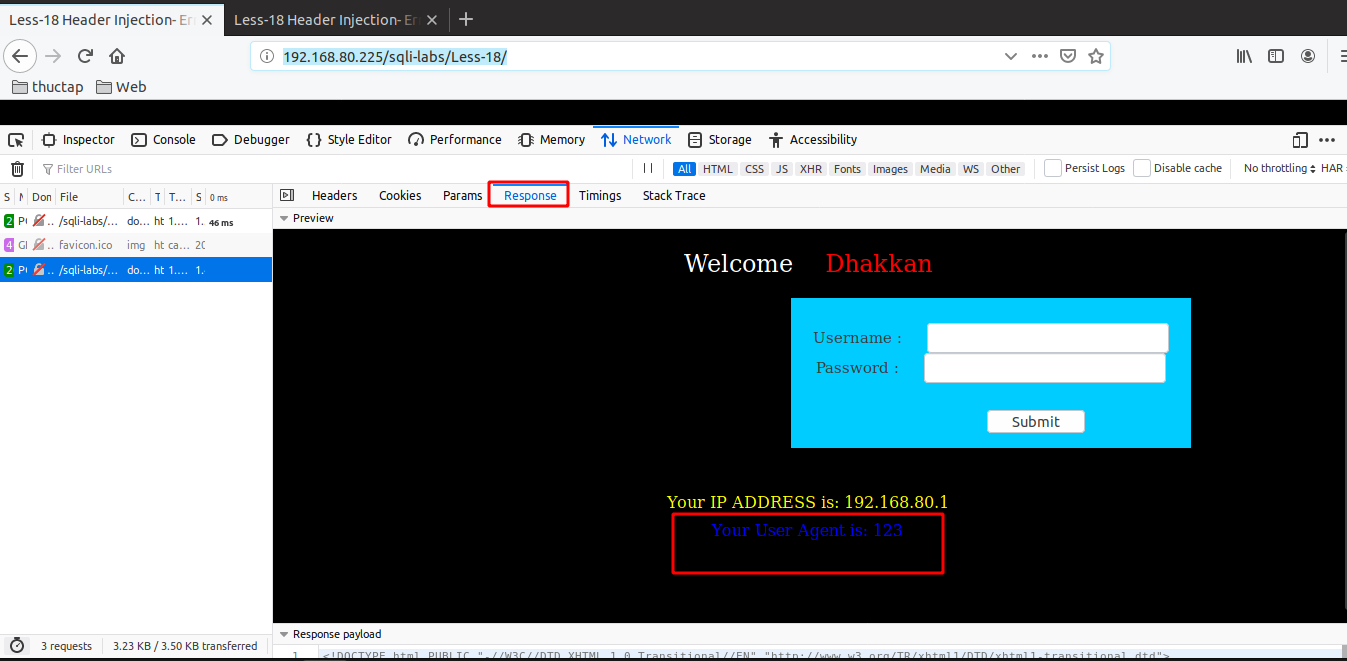 Less-18 Header Injection- Er
Less-18 Header Injection- Er
192.168.80.225/sqli-labs/Less-18/
thuctap Web
Inspector Console Debugger Style Editor Performance Memory Network Storage Accessibility
Filter URLs All HTML CSS JS XHR Fonts Images Media WS Other Persist Logs Disable cache No throttling HAR
S Don File C... T T... S 0 ms
Headers Cookies Params Response Timings Stack Trace
Preview
2 /sqli-labs/... do... ht 1.... 1. 46 ms
4 favicon.ico img ht ca... 20
2 /sqli-labs/... do... ht 1.... 1.
Welcome Dhakkan
Username :
Password :
Submit
Your IP ADDRESS is: 192.168.80.1
Your User Agent is: 123
Response payload
3 requests 3.23 KB / 3.50 KB transferred
1 <!DOCTYPE html PUBLIC "-//W3C//DTD XHTML 1.0 Transitional//EN" "http://www.w3.org/TR/xhtml1/DTD/xhtml1-transitional.dtd">